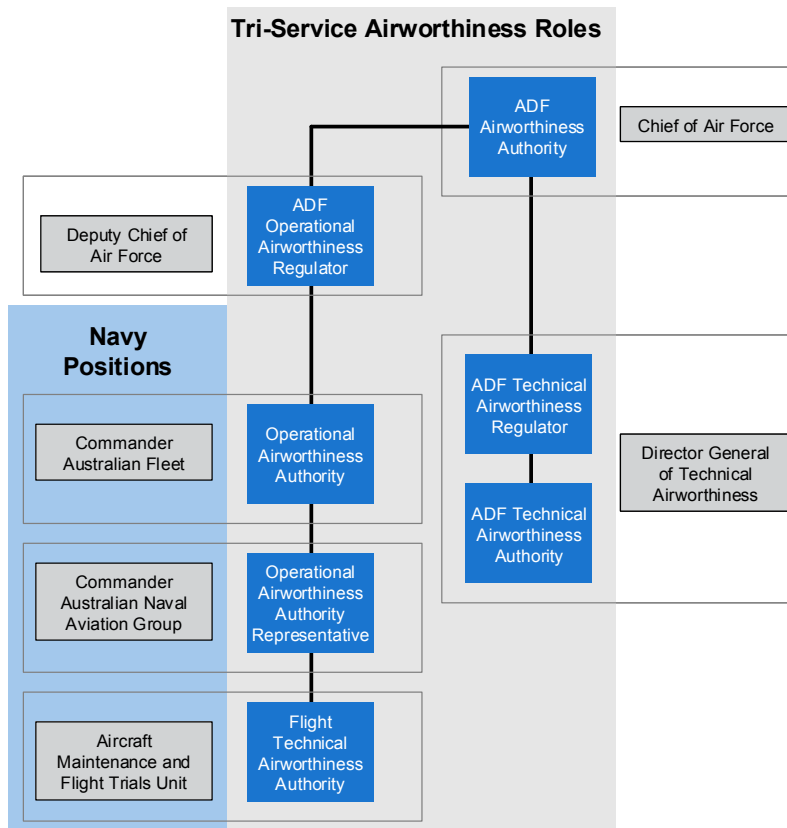 Tri-Service Airworthiness Roles
ADF
Airworthiness
Authority
Chief of Air Force
Deputy Chief of
Air Force
ADF
Operational
Airworthiness
Regulator
Navy
Positions
ADF Technical
Airworthiness
Regulator
Commander
Australian Fleet
Operational
Airworthiness
Authority
Director General
of Technical
Airworthiness
ADF Technical
Airworthiness
Authority
Commander
Australian Naval
Aviation Group
Operational
Airworthiness
Authority
Representative
Aircraft
Maintenance and
Flight Trials Unit
Flight
Technical
Airworthiness
Authority